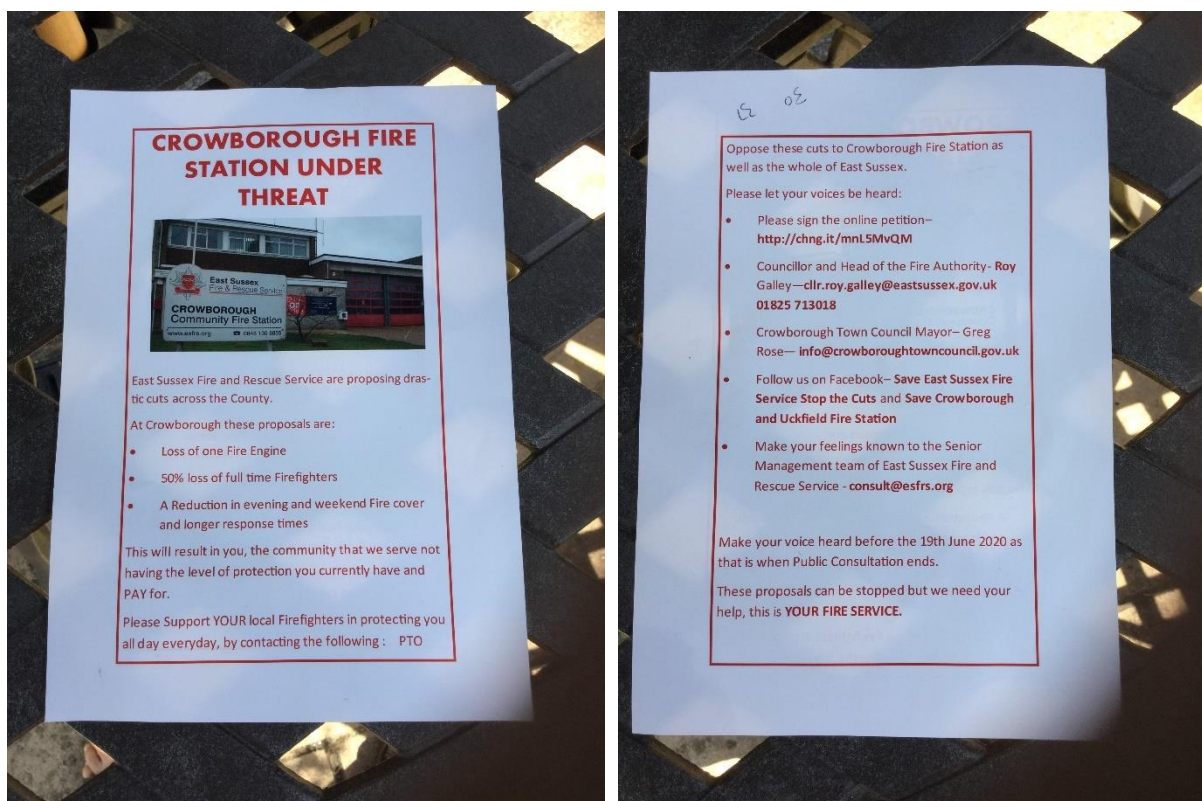 CROWBOROUGH FIRE
STATION UNDER
THREAT
East Sussex
Fire & Rescue Service
CROWBOROUGH
Community Fire Station
East Sussex Fire and Rescue Service are proposing dras-
tic cuts across the County.
At Crowborough these proposals are:
• Loss of one Fire Engine
• 50% loss of full time Firefighters
• A Reduction in evening and weekend Fire cover
and longer response times
This will result in you, the community that we serve not
having the level of protection you currently have and
PAY for.
Please Support YOUR local Firefighters in protecting you
all day everyday, by contacting the following : PTO
Oppose these cuts to Crowborough Fire Station as
well as the whole of East Sussex.
Please let your voices be heard:
• Please sign the online petition–
http://chng.it/mnL5MvQM
• Councillor and Head of the Fire Authority- Roy
Galley—cllr.roy.galley@eastsussex.gov.uk
01825 713018
• Crowborough Town Council Mayor– Greg
Rose— info@crowboroughtowncouncil.gov.uk
• Follow us on Facebook– Save East Sussex Fire
Service Stop the Cuts and Save Crowborough
and Uckfield Fire Station
• Make your feelings known to the Senior
Management team of East Sussex Fire and
Rescue Service - consult@esfrs.org
Make your voice heard before the 19th June 2020 as
that is when Public Consultation ends.
These proposals can be stopped but we need your
help, this is YOUR FIRE SERVICE.